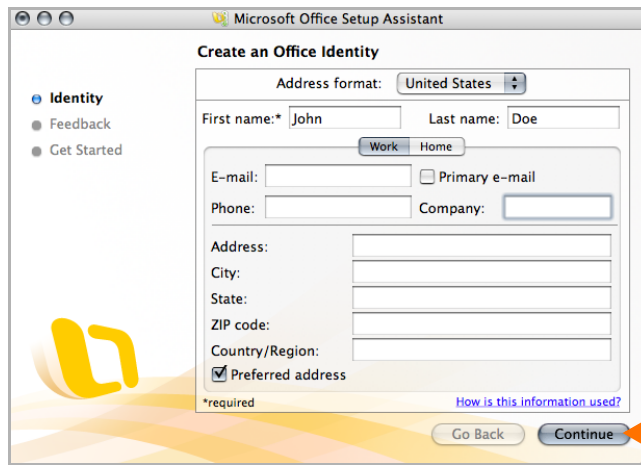 Microsoft Office Setup Assistant
Create an Office Identity
Address format: United States
Identity
Feedback
Get Started
First name:* John Last name: Doe
Work Home
E-mail: Primary e-mail
Phone: Company:
Address:
City:
State:
ZIP code:
Country/Region:
Preferred address
*required How is this information used?
Go Back Continue